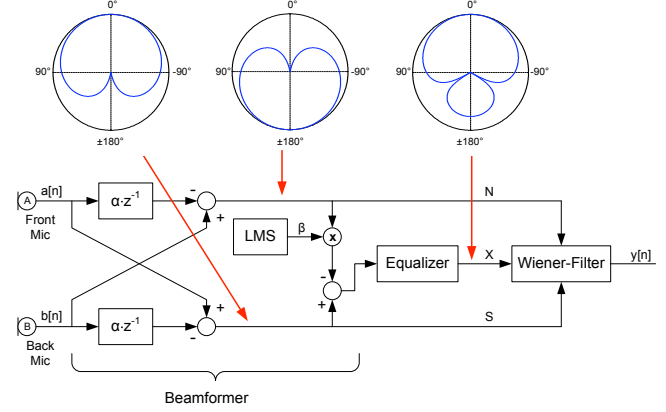 0° 0° 0°
90° -90° 90° -90° 90° -90°
±180° ±180° ±180°
a[n] - N
A α·z⁻¹
Front
Mic
+
LMS β x
- Equalizer X Wiener-Filter y[n]
+
b[n] + S
B α·z⁻¹
-
Back
Mic
Beamformer